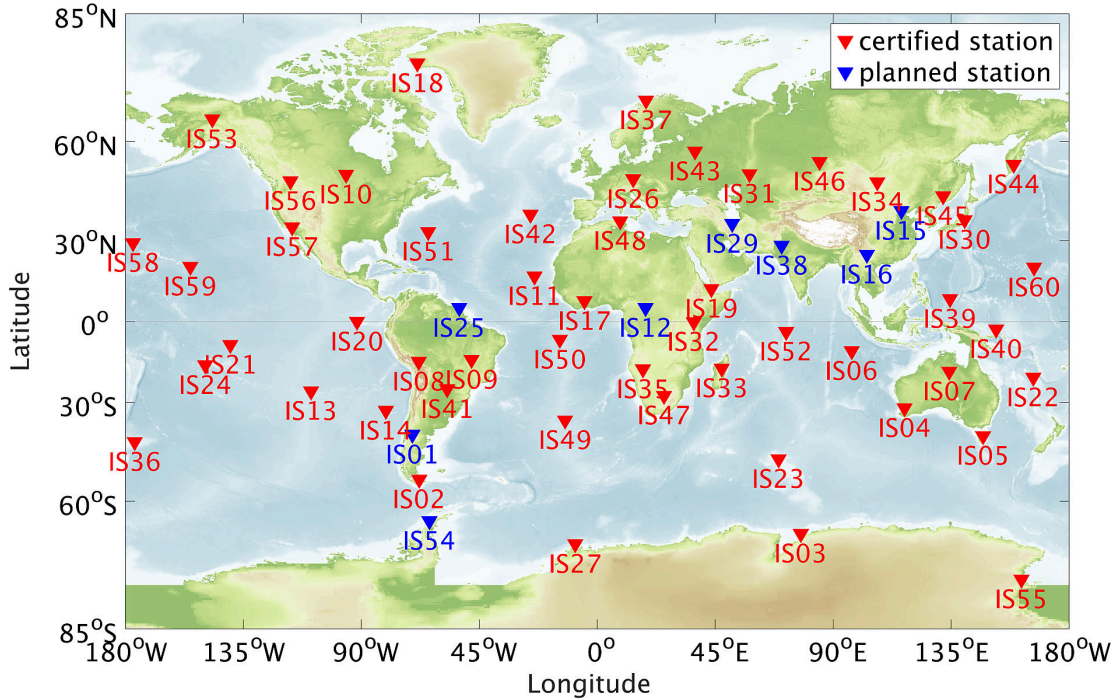 85°N
certified station
planned station
IS18
IS37
IS53
60°N
IS43
IS46
IS44
IS56
IS10
IS26
IS31
IS34
IS45
IS57
IS51
IS42
IS48
IS29
IS15
IS30
30°N
IS58
IS38
IS16
IS59
IS11
IS19
IS60
IS17
IS39
Latitude
0°
IS25
IS12
IS20
IS32
IS40
IS21
IS50
IS52
IS24
IS08
IS09
IS06
IS35
IS33
IS07
IS22
IS13
IS41
30°S
IS14
IS47
IS04
IS49
IS01
IS05
IS36
IS23
IS02
60°S
IS54
IS27
IS03
IS55
85°S
180°W
135°W
90°W
45°W
0°
45°E
90°E
135°E
180°W
Longitude